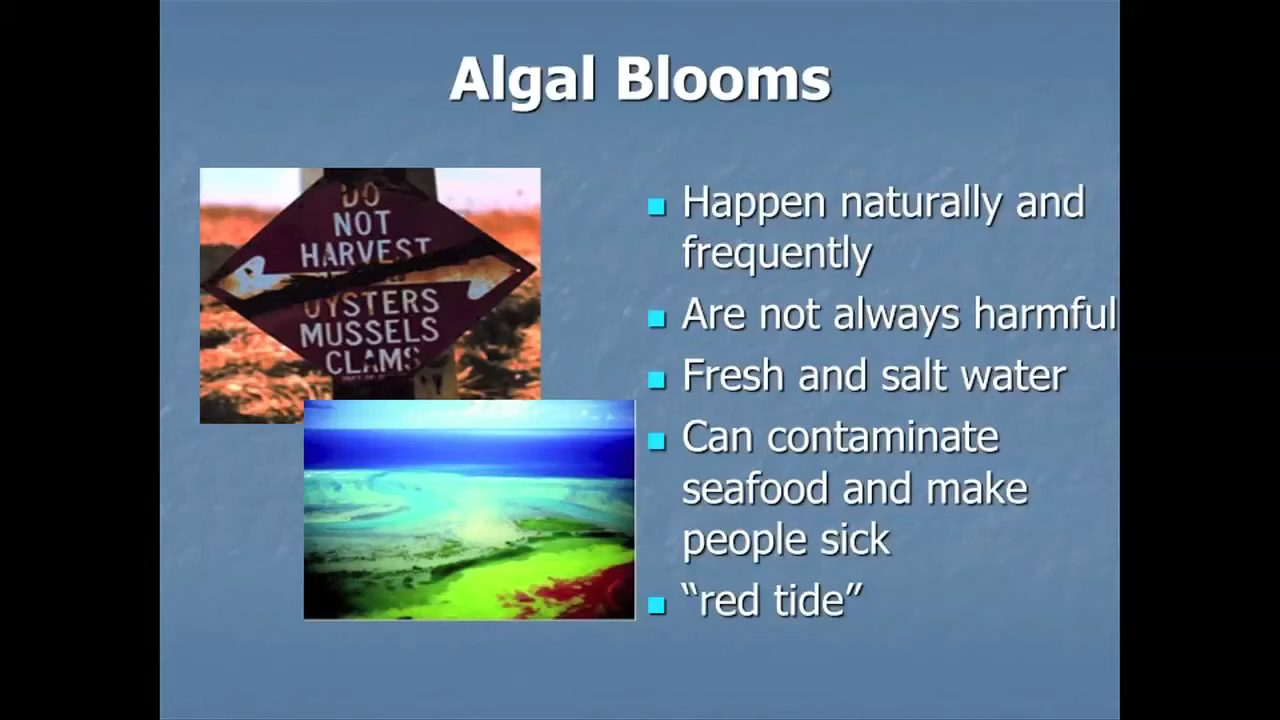 Algal Blooms
DO
NOT
HARVEST
OYSTERS
MUSSELS
CLAMS
Happen naturally and
frequently
Are not always harmful
Fresh and salt water
Can contaminate
seafood and make
people sick
“red tide”